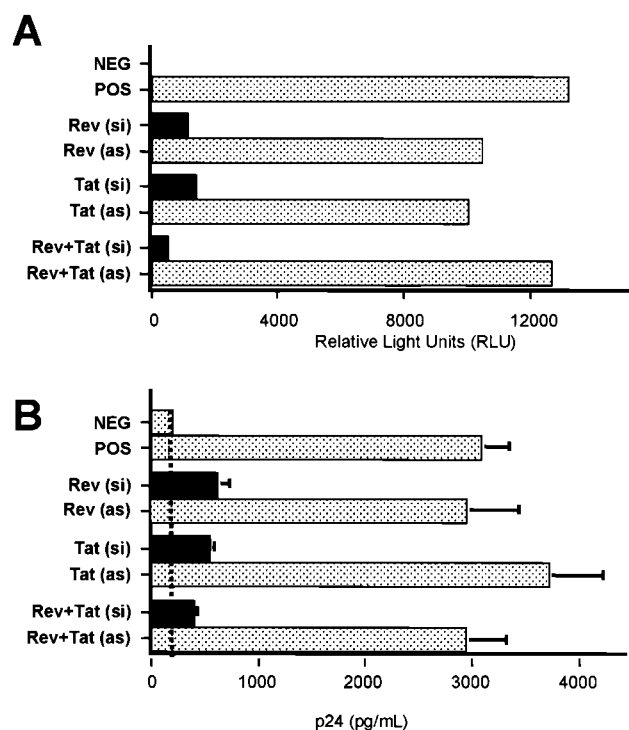 A
NEG
POS
Rev (si)
Rev (as)
Tat (si)
Tat (as)
Rev+Tat (si)
Rev+Tat (as)
0 4000 8000 12000
Relative Light Units (RLU)
B
NEG
POS
Rev (si)
Rev (as)
Tat (si)
Tat (as)
Rev+Tat (si)
Rev+Tat (as)
0 1000 2000 3000 4000
p24 (pg/mL)